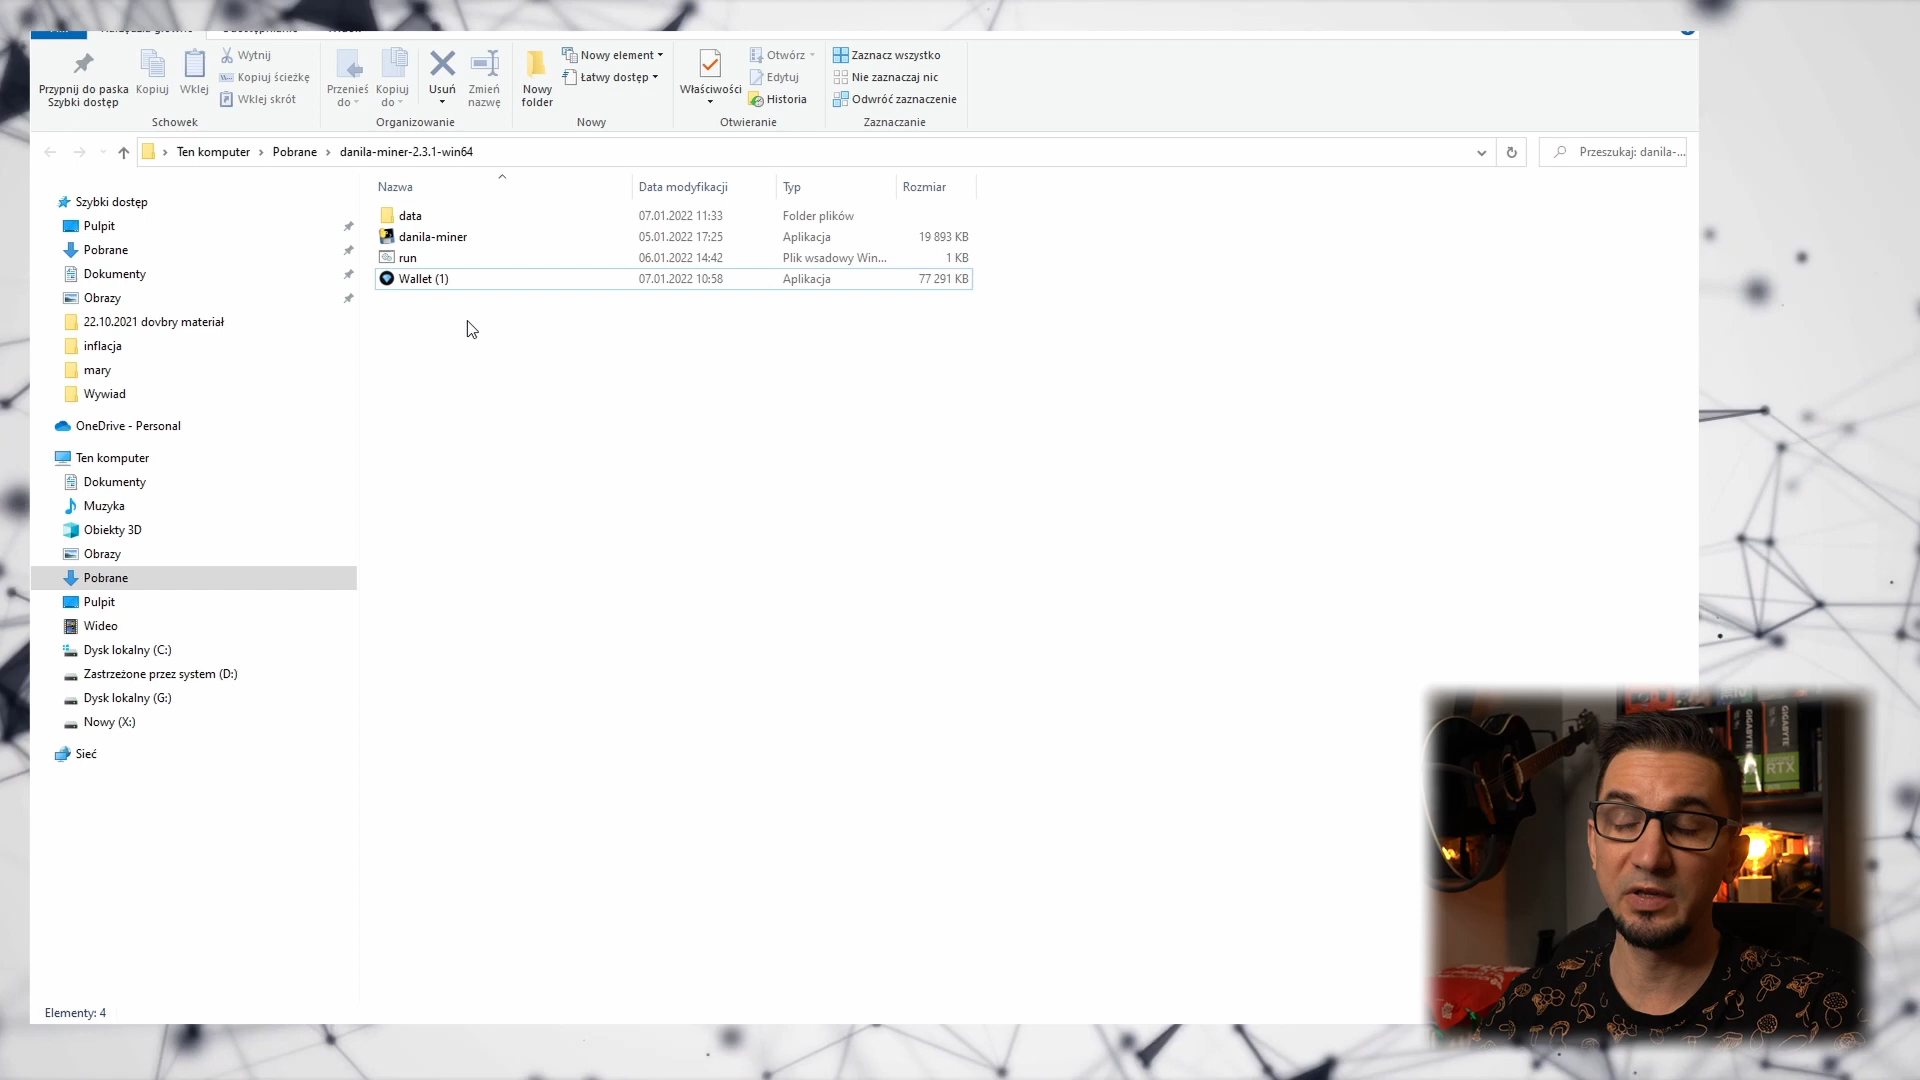 Wytnij
Kopiuj ścieżkę
Wklej skrót
Przypnij do paska
Szybki dostęp
Kopiuj
Wklej
Schowek
Przenieś
do
Kopiuj
do
Usuń
Zmień
nazwę
Organizowanie
Nowy
folder
Nowy element
Łatwy dostęp
Nowy
Właściwości
Otwórz
Edytuj
Historia
Otwieranie
Zaznacz wszystko
Nie zaznaczaj nic
Odwróć zaznaczenie
Zaznaczanie
Ten komputer > Pobrane > danila-miner-2.3.1-win64
Przeszukaj: danila-...
Nazwa Data modyfikacji Typ Rozmiar
data 07.01.2022 11:33 Folder plików
danila-miner 05.01.2022 17:25 Aplikacja 19 893 KB
run 06.01.2022 14:42 Plik wsadowy Win... 1 KB
Wallet (1) 07.01.2022 10:58 Aplikacja 77 291 KB
Szybki dostęp
Pulpit
Pobrane
Dokumenty
Obrazy
22.10.2021 dovbry materiał
inflacja
mary
Wywiad
OneDrive - Personal
Ten komputer
Dokumenty
Muzyka
Obiekty 3D
Obrazy
Pobrane
Pulpit
Wideo
Dysk lokalny (C:)
Zastrzeżone przez system (D:)
Dysk lokalny (G:)
Nowy (X:)
Sieć
Elementy: 4
GIGABYTE
GIGABYTE
RTX